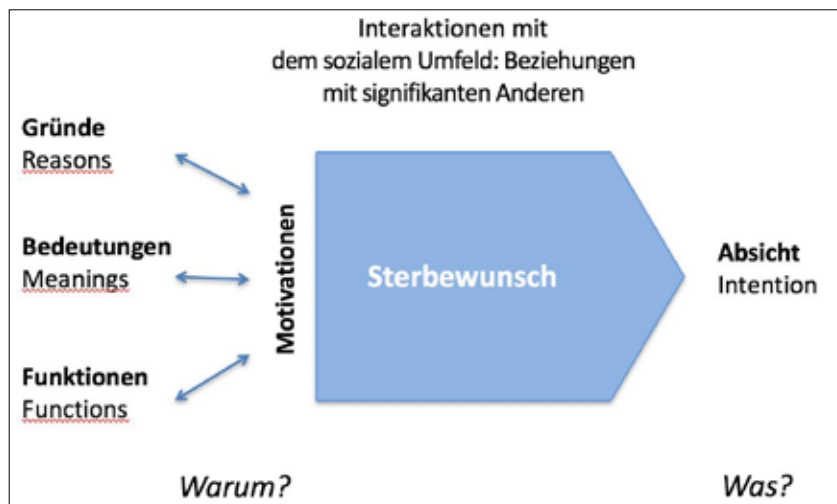 Interaktionen mit
dem sozialem Umfeld: Beziehungen
mit signifikanten Anderen
Gründe
Reasons
Bedeutungen
Meanings
Funktionen
Functions
Motivationen
Sterbewunsch
Absicht
Intention
Warum?
Was?